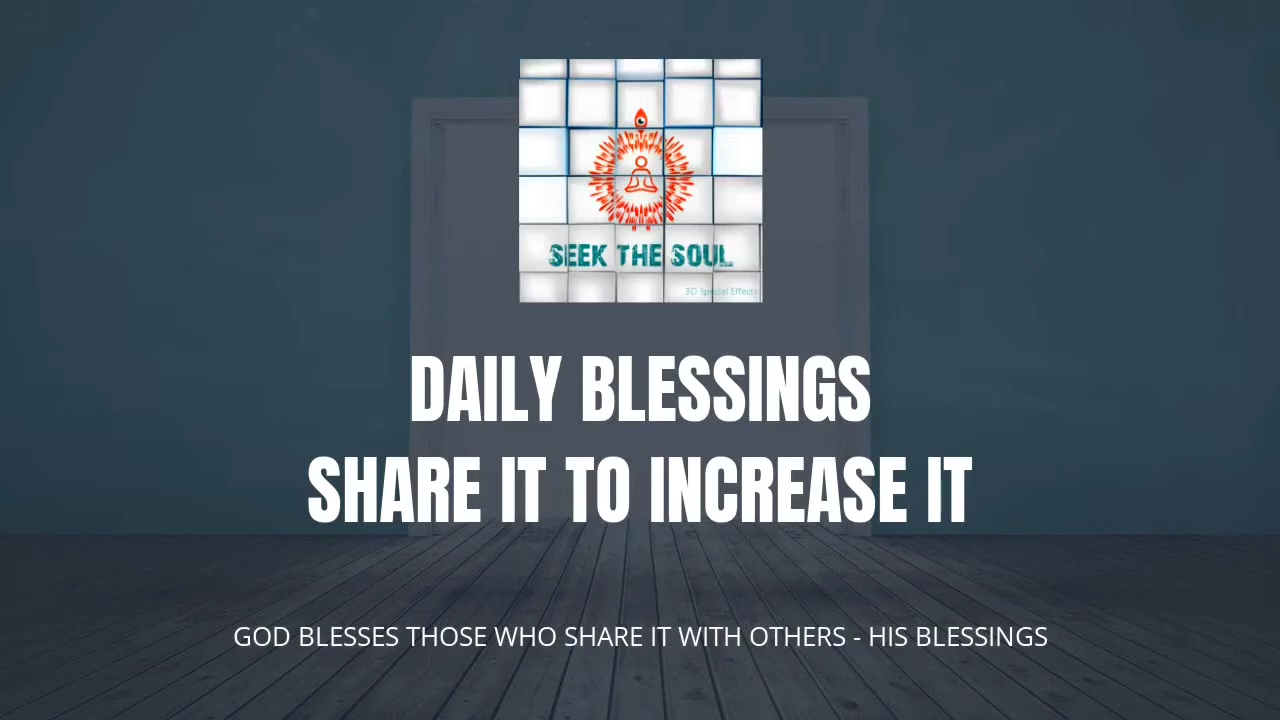 SEEK THE SOUL
3D Special Effects
DAILY BLESSINGS
SHARE IT TO INCREASE IT
GOD BLESSES THOSE WHO SHARE IT WITH OTHERS - HIS BLESSINGS